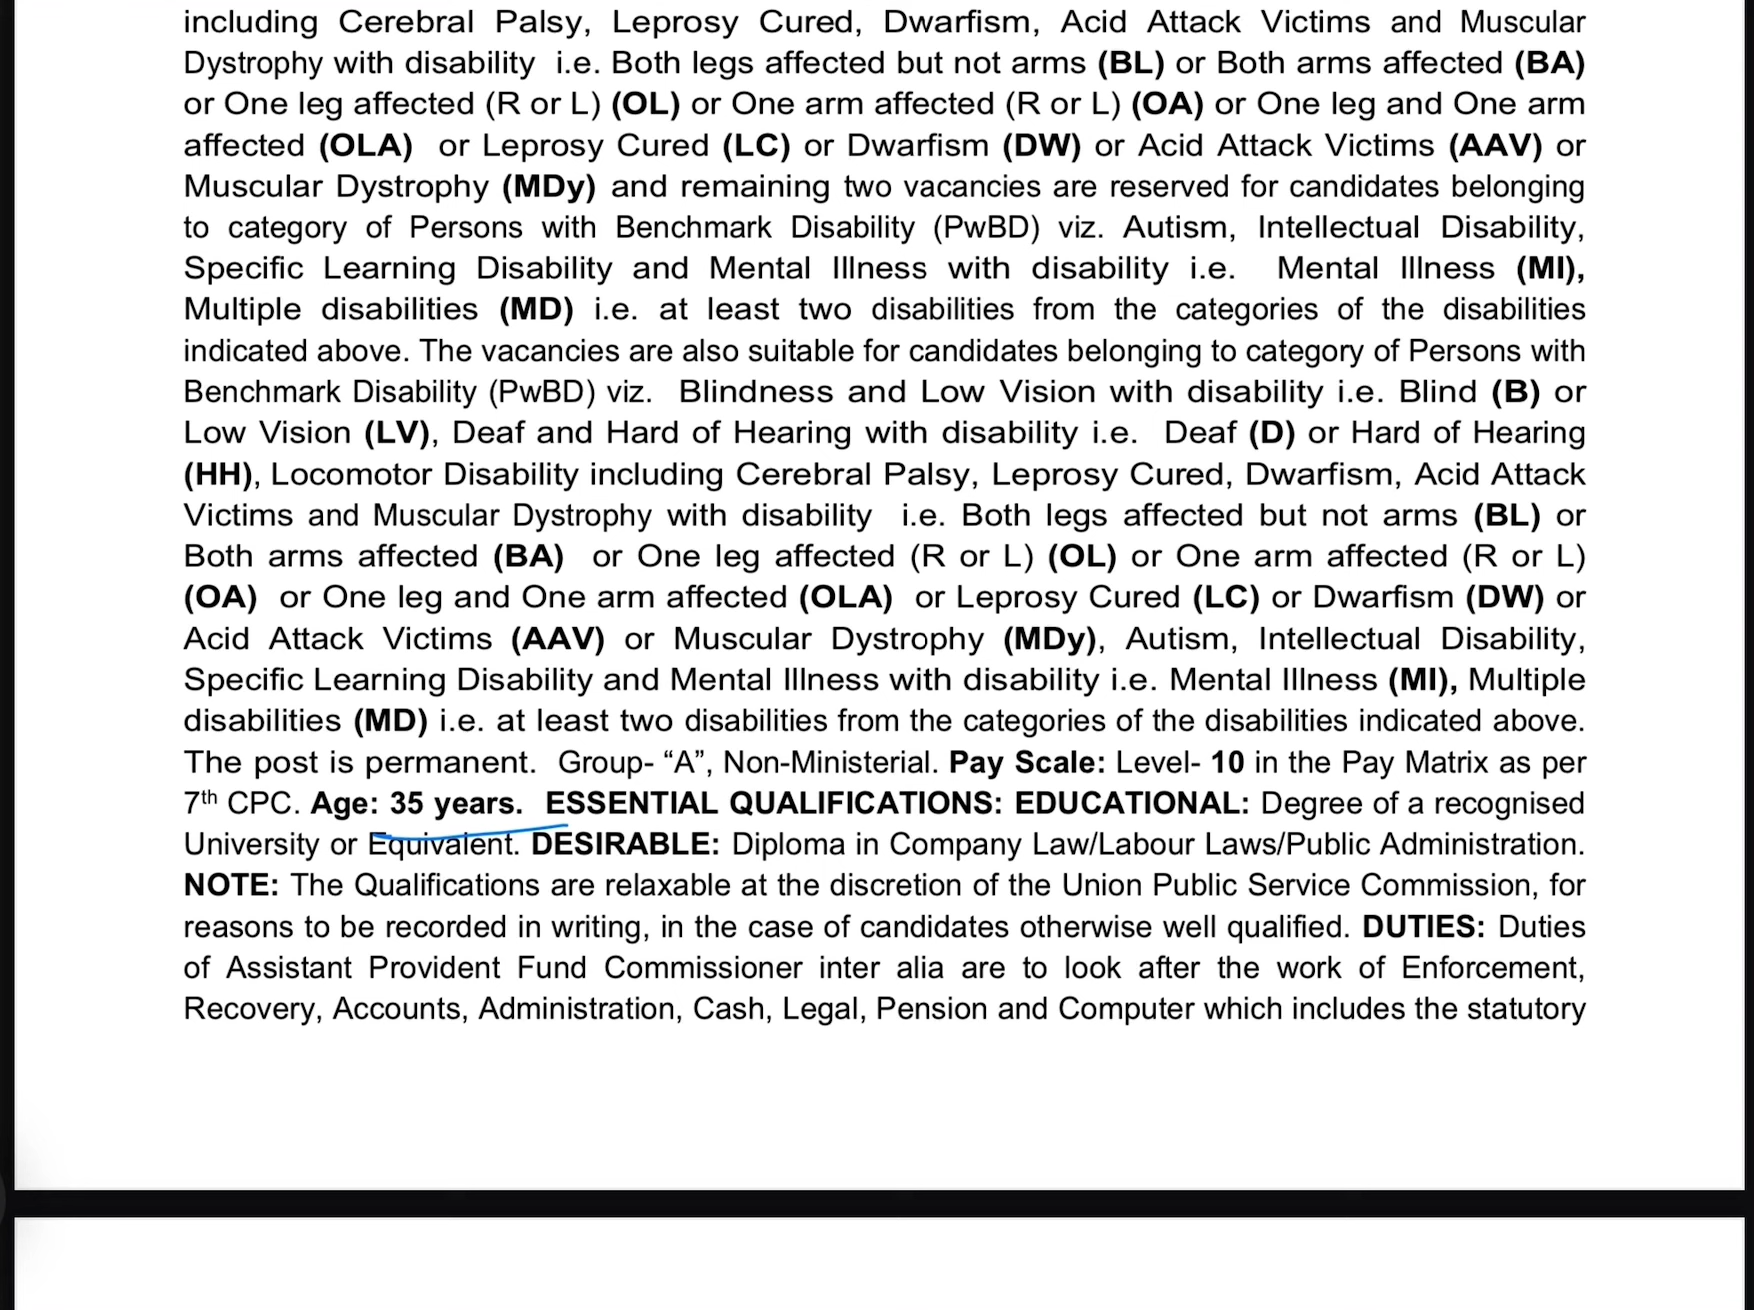 including Cerebral Palsy, Leprosy Cured, Dwarfism, Acid Attack Victims and Muscular
Dystrophy with disability i.e. Both legs affected but not arms (BL) or Both arms affected (BA)
or One leg affected (R or L) (OL) or One arm affected (R or L) (OA) or One leg and One arm
affected (OLA) or Leprosy Cured (LC) or Dwarfism (DW) or Acid Attack Victims (AAV) or
Muscular Dystrophy (MDy) and remaining two vacancies are reserved for candidates belonging
to category of Persons with Benchmark Disability (PwBD) viz. Autism, Intellectual Disability,
Specific Learning Disability and Mental Illness with disability i.e. Mental Illness (MI),
Multiple disabilities (MD) i.e. at least two disabilities from the categories of the disabilities
indicated above. The vacancies are also suitable for candidates belonging to category of Persons with
Benchmark Disability (PwBD) viz. Blindness and Low Vision with disability i.e. Blind (B) or
Low Vision (LV), Deaf and Hard of Hearing with disability i.e. Deaf (D) or Hard of Hearing
(HH), Locomotor Disability including Cerebral Palsy, Leprosy Cured, Dwarfism, Acid Attack
Victims and Muscular Dystrophy with disability i.e. Both legs affected but not arms (BL) or
Both arms affected (BA) or One leg affected (R or L) (OL) or One arm affected (R or L)
(OA) or One leg and One arm affected (OLA) or Leprosy Cured (LC) or Dwarfism (DW) or
Acid Attack Victims (AAV) or Muscular Dystrophy (MDy), Autism, Intellectual Disability,
Specific Learning Disability and Mental Illness with disability i.e. Mental Illness (MI), Multiple
disabilities (MD) i.e. at least two disabilities from the categories of the disabilities indicated above.
The post is permanent. Group- “A”, Non-Ministerial. Pay Scale: Level- 10 in the Pay Matrix as per
7th CPC. Age: 35 years. ESSENTIAL QUALIFICATIONS: EDUCATIONAL: Degree of a recognised
University or Equivalent. DESIRABLE: Diploma in Company Law/Labour Laws/Public Administration.
NOTE: The Qualifications are relaxable at the discretion of the Union Public Service Commission, for
reasons to be recorded in writing, in the case of candidates otherwise well qualified. DUTIES: Duties
of Assistant Provident Fund Commissioner inter alia are to look after the work of Enforcement,
Recovery, Accounts, Administration, Cash, Legal, Pension and Computer which includes the statutory